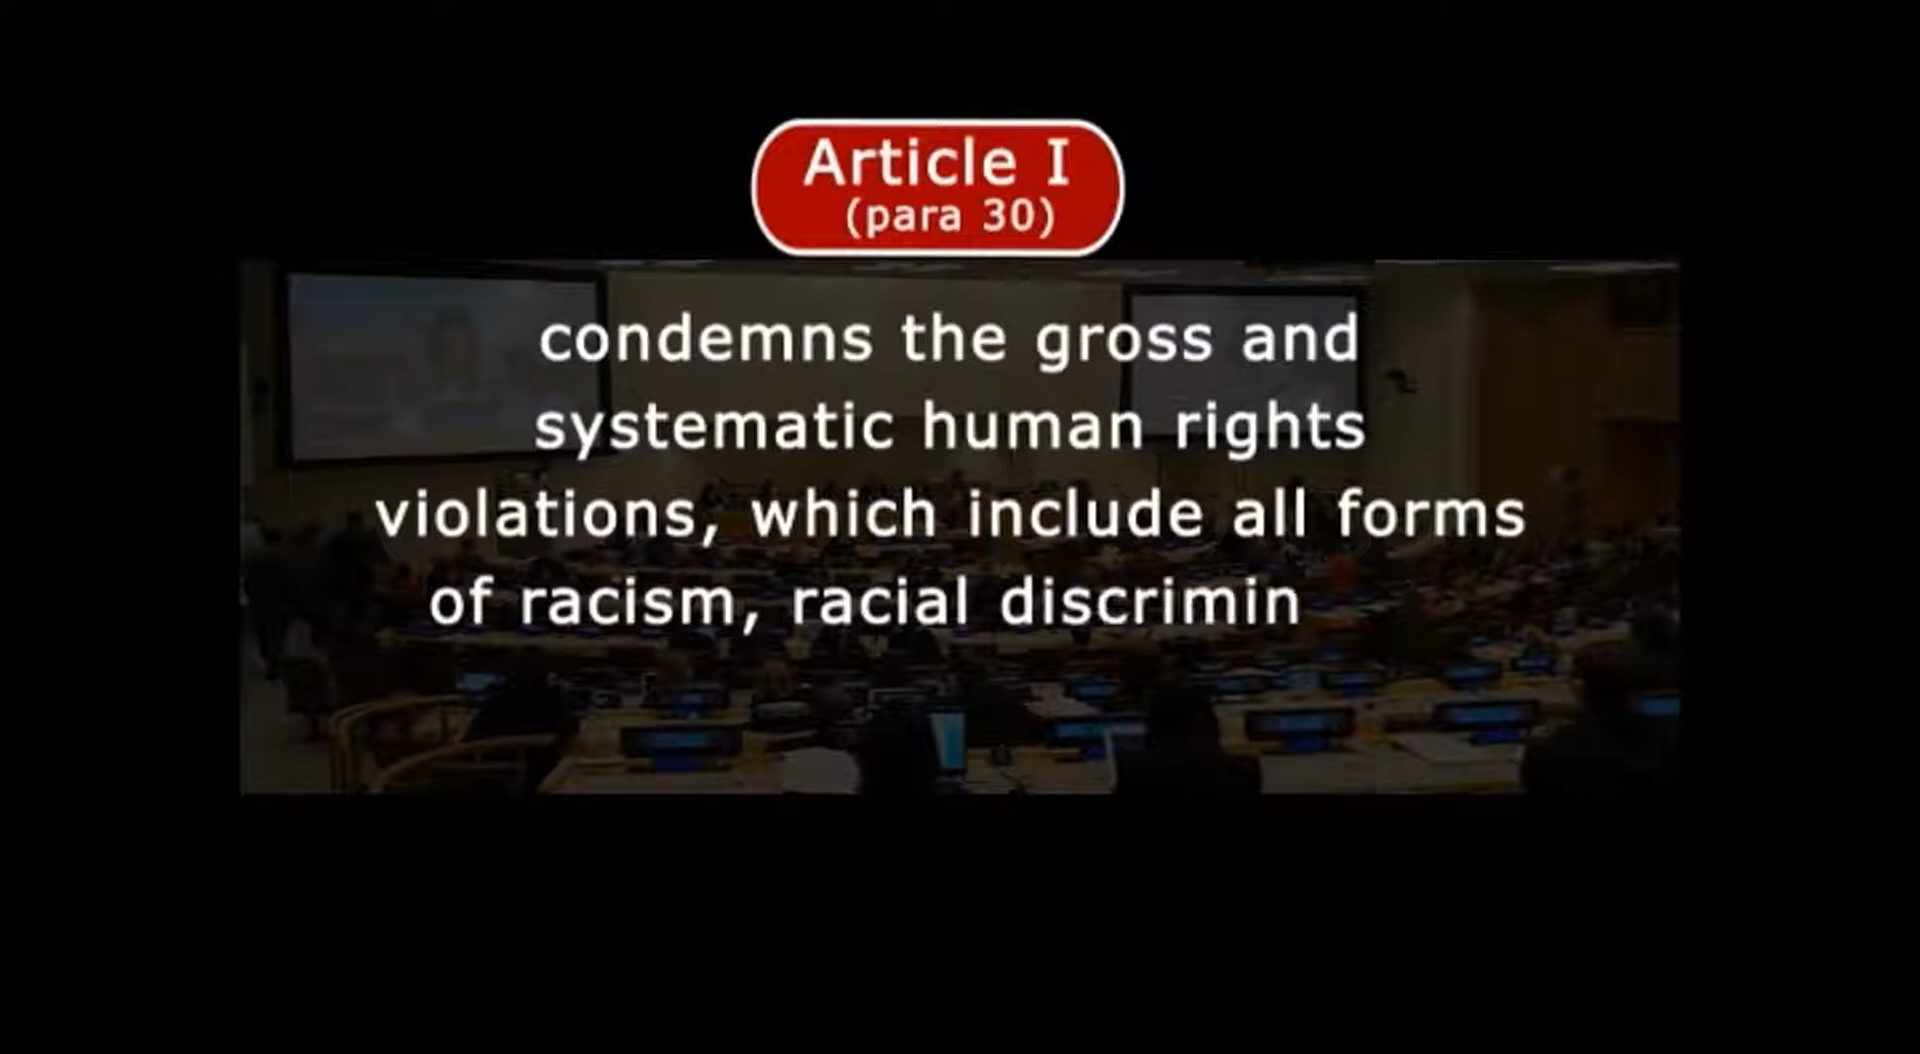 Article I
(para 30)
condemns the gross and
systematic human rights
violations, which include all forms
of racism, racial discrimin